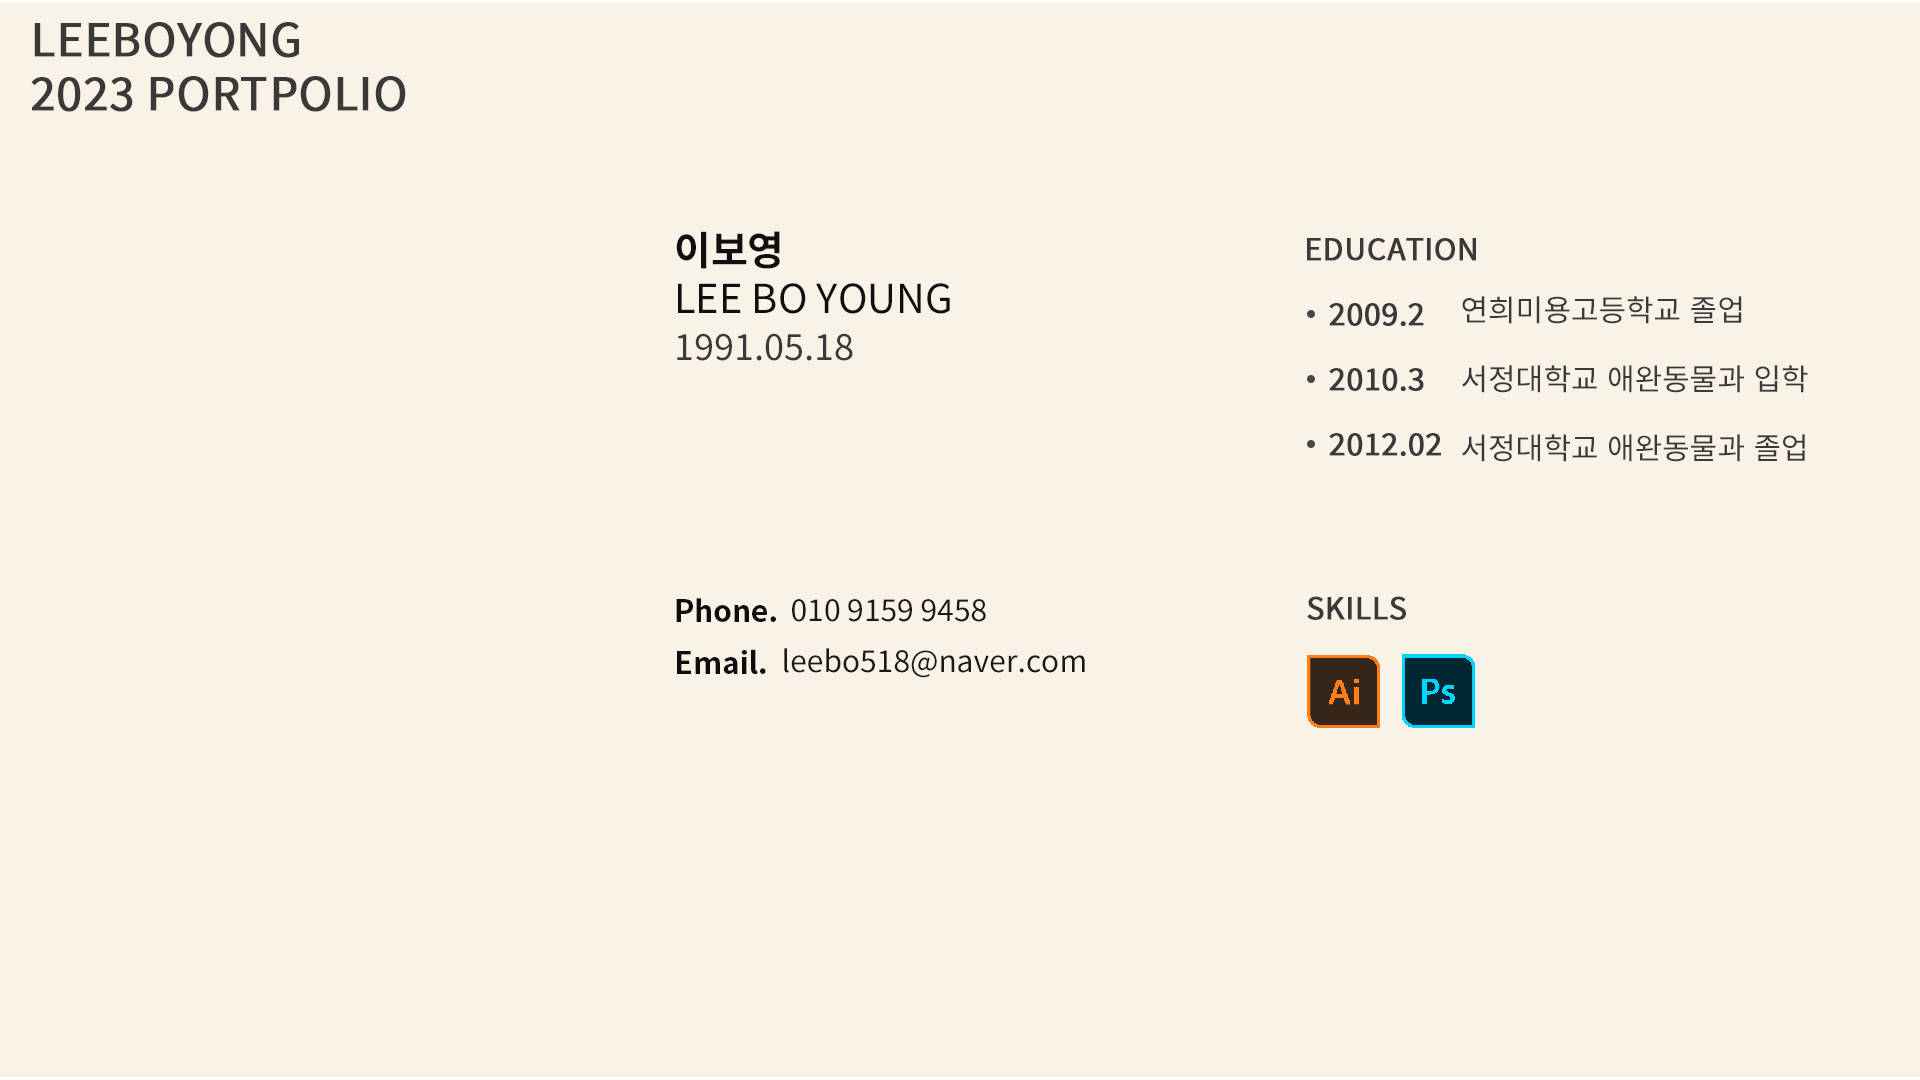 LEEBOYONG
2023 PORTPOLIO
이보영
LEE BO YOUNG
1991.05.18
Phone. 010 9159 9458
Email. leebo518@naver.com
EDUCATION
• 2009.2 연희미용고등학교 졸업
• 2010.3 서정대학교 애완동물과 입학
• 2012.02 서정대학교 애완동물과 졸업
SKILLS
Ai Ps